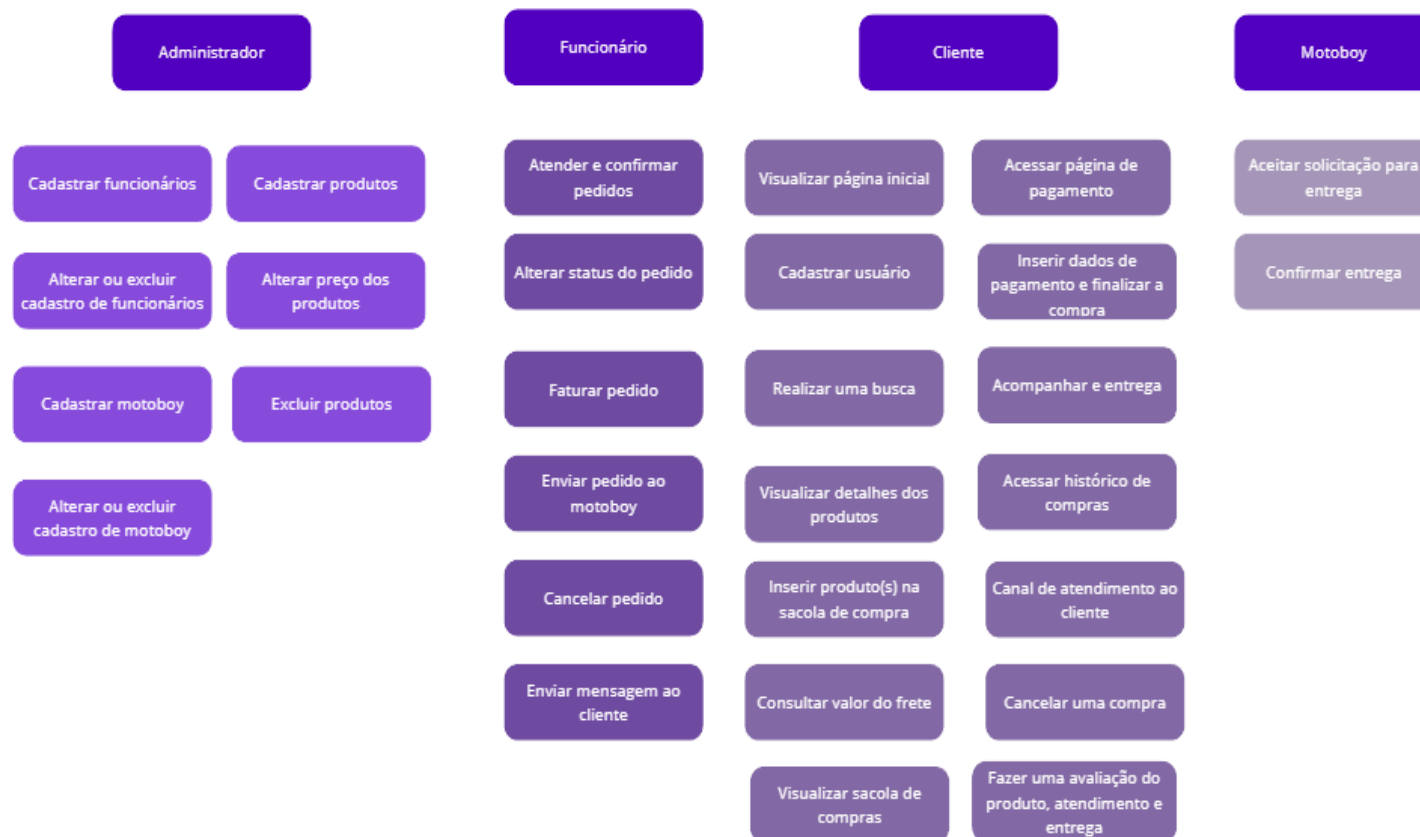 Administrador
Cadastrar funcionários
Cadastrar produtos
Alterar ou excluir
cadastro de funcionários
Alterar preço dos
produtos
Cadastrar motoboy
Excluir produtos
Alterar ou excluir
cadastro de motoboy
Funcionário
Atender e confirmar
pedidos
Alterar status do pedido
Faturar pedido
Enviar pedido ao
motoboy
Cancelar pedido
Enviar mensagem ao
cliente
Cliente
Visualizar página inicial
Acessar página de
pagamento
Cadastrar usuário
Inserir dados de
pagamento e finalizar a
compra
Realizar uma busca
Acompanhar e entrega
Visualizar detalhes dos
produtos
Acessar histórico de
compras
Inserir produto(s) na
sacola de compra
Canal de atendimento ao
cliente
Consultar valor do frete
Cancelar uma compra
Visualizar sacola de
compras
Fazer uma avaliação do
produto, atendimento e
entrega
Motoboy
Aceitar solicitação para
entrega
Confirmar entrega